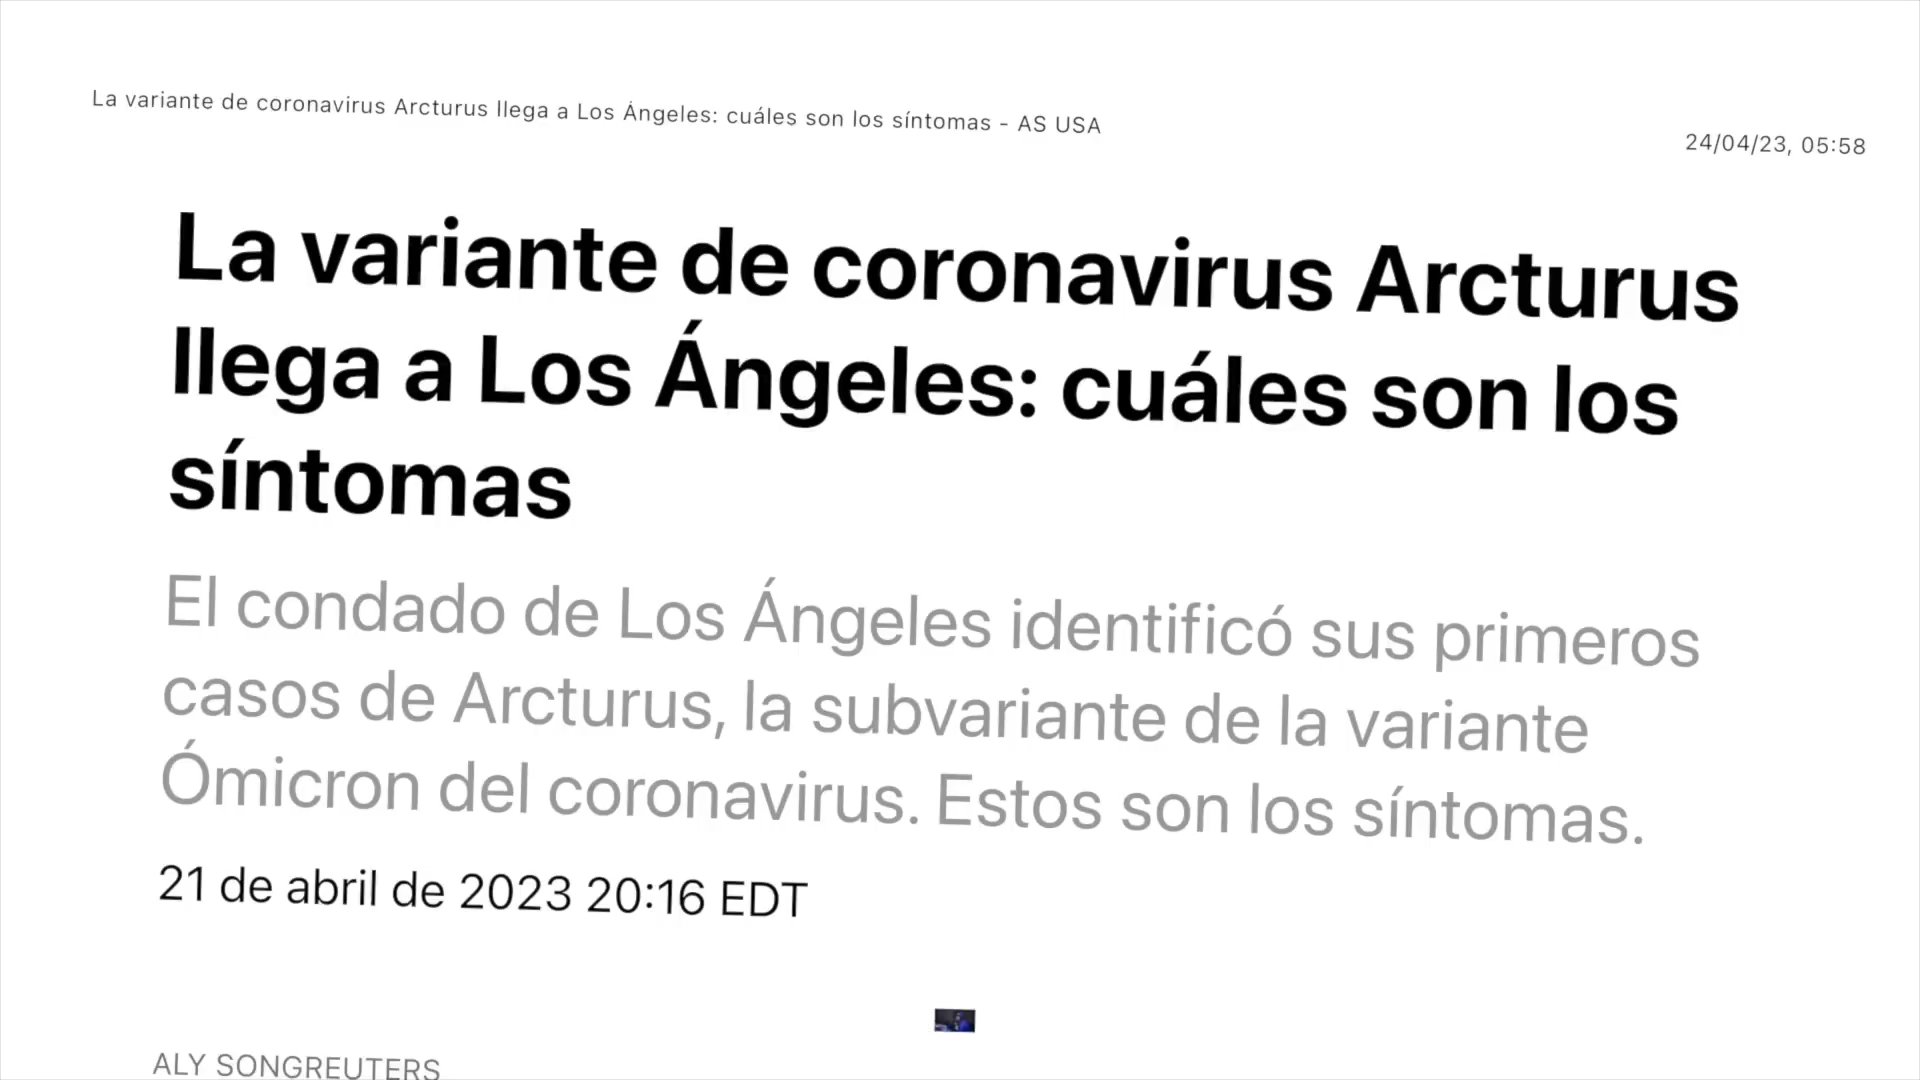 La variante de coronavirus Arcturus llega a Los Ángeles: cuáles son los síntomas - AS USA
24/04/23, 05:58
La variante de coronavirus Arcturus
llega a Los Ángeles: cuáles son los
síntomas
El condado de Los Ángeles identificó sus primeros
casos de Arcturus, la subvariante de la variante
Ómicron del coronavirus. Estos son los síntomas.
21 de abril de 2023 20:16 EDT
ALY SONGREUTERS